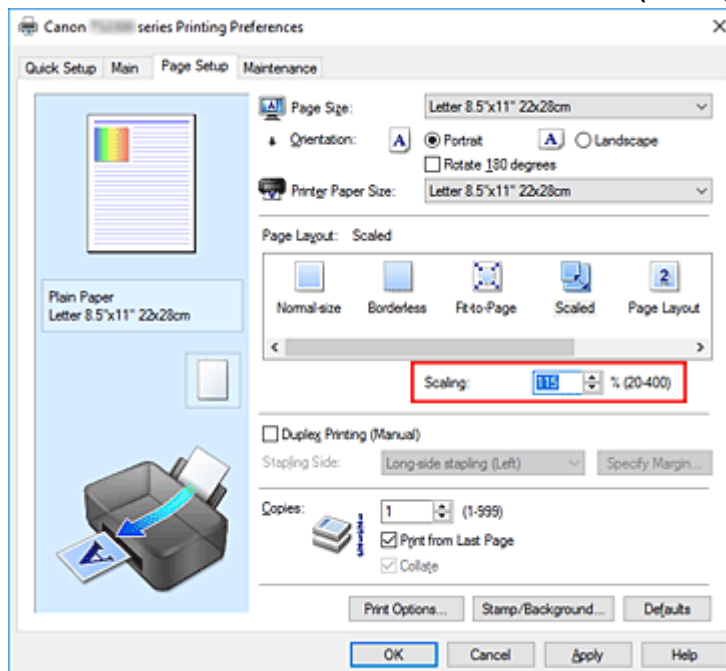 Canon series Printing Preferences
Quick Setup Main Page Setup Maintenance
Page Size: Letter 8.5"x11" 22x28cm
Orientation: A Portrait A Landscape
Rotate 180 degrees
Printer Paper Size: Letter 8.5"x11" 22x28cm
Page Layout: Scaled
Normal-size Borderless Fit-to-Page Scaled 2 Page Layout
Plain Paper
Letter 8.5"x11" 22x28cm
Scaling: 115 % (20-400)
Duplex Printing (Manual)
Stapling Side: Long-side stapling (Left) Specify Margin...
Copies: 1 (1-999)
Print from Last Page
Collate
A
Print Options... Stamp/Background... Defaults
OK Cancel Apply Help